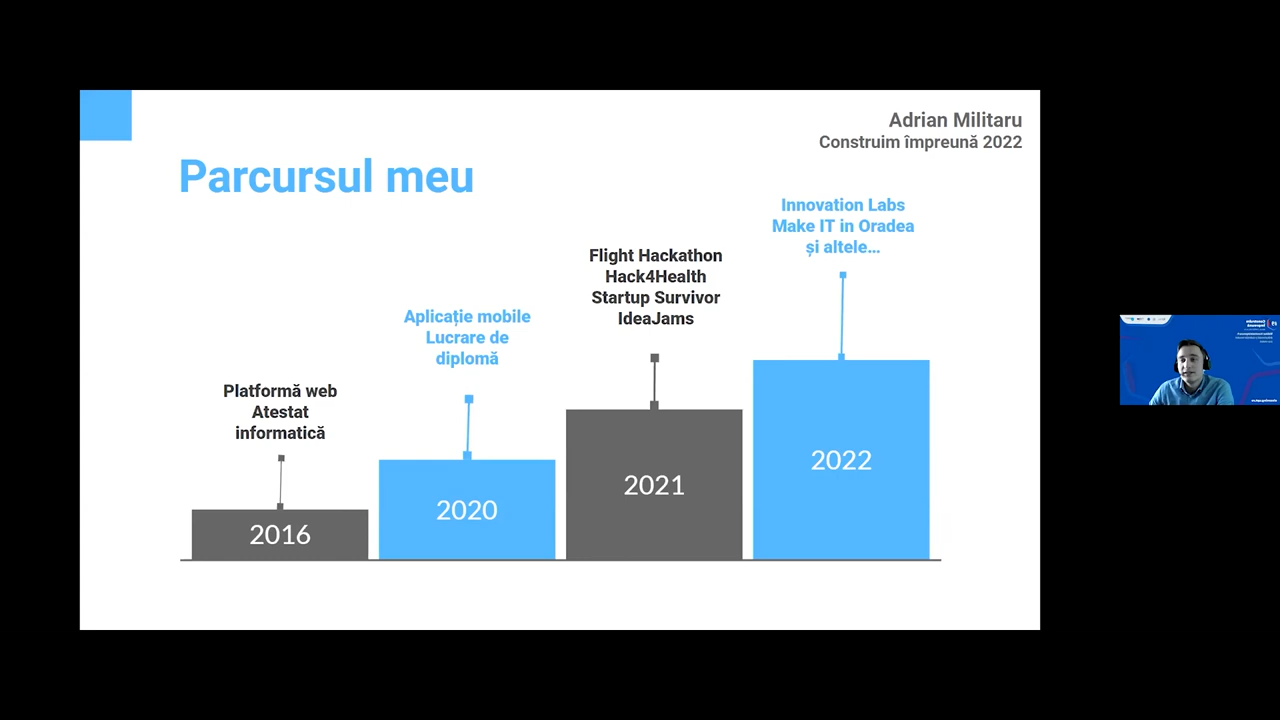 Adrian Militaru
Construim împreună 2022
Parcursul meu
Innovation Labs
Make IT in Oradea
și altele...
Flight Hackathon
Hack4Health
Startup Survivor
IdeaJams
Aplicație mobile
Lucrare de
diplomă
Platformă web
Atestat
informatică
2016
2020
2021
2022